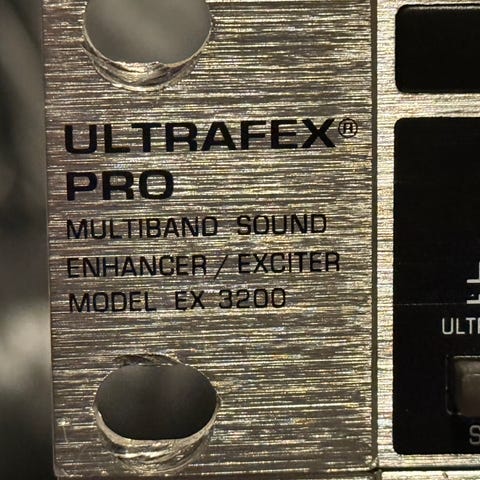 ULTRAFEX®
PRO
MULTIBAND SOUND
ENHANCER / EXCITER
MODEL EX 3200